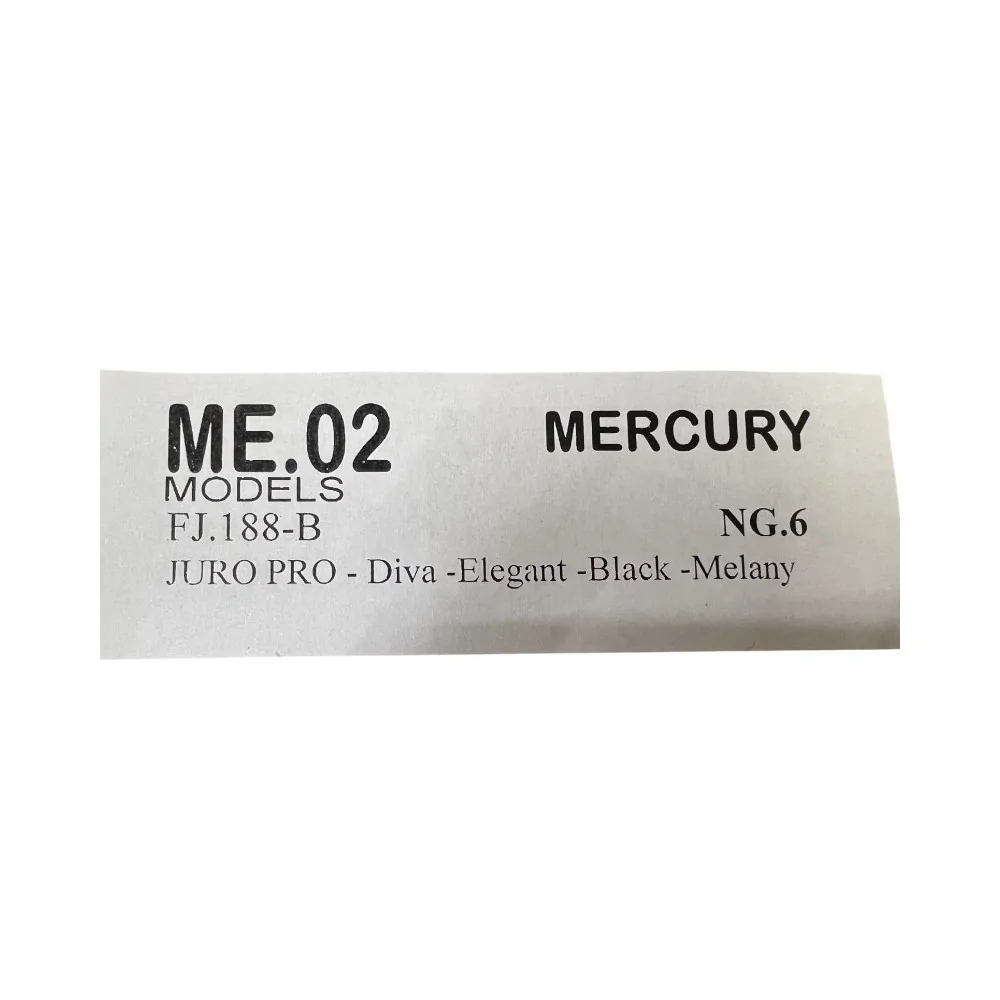 ME.02 MERCURY
MODELS
FJ.188-B NG.6
JURO PRO - Diva -Elegant -Black -Melany